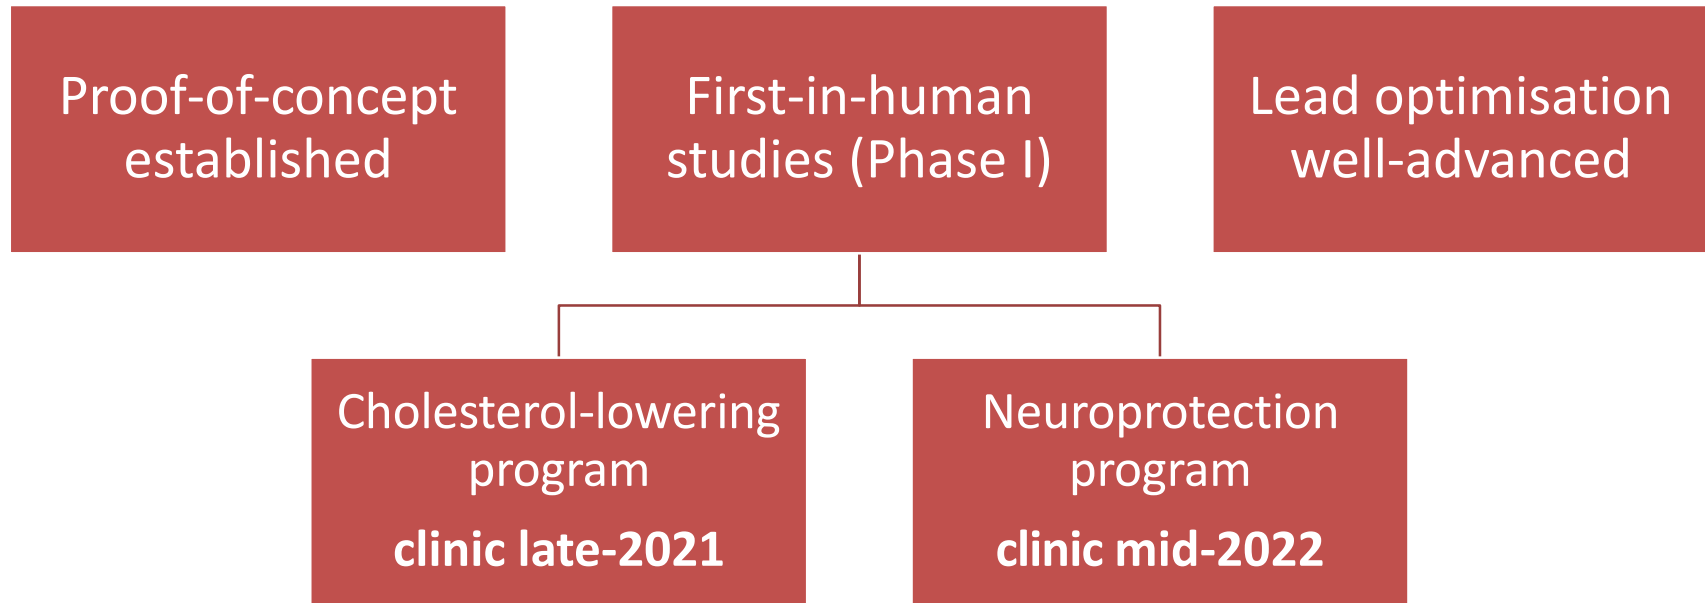 Proof-of-concept
established
First-in-human
studies (Phase I)
Lead optimisation
well-advanced
Cholesterol-lowering
program
clinic late-2021
Neuroprotection
program
clinic mid-2022